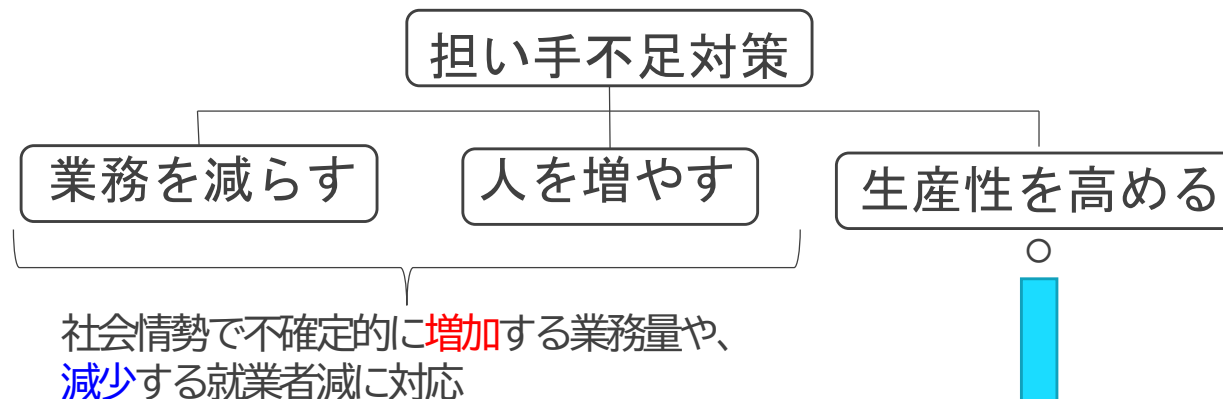 担い手不足対策
業務を減らす
人を増やす
生産性を高める
○
社会情勢で不確定的に増加する業務量や、
減少する就業者減に対応